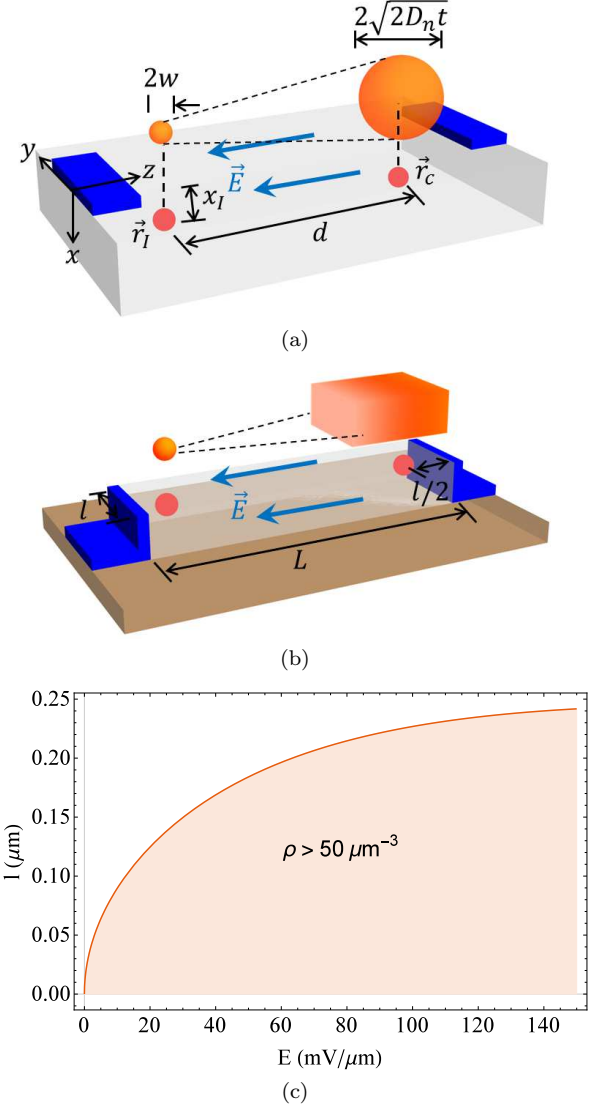 2√2Dₙt
2w
y
z
E⃗
r⃗_c
x_I
r⃗_I
d
x
(a)
l
E⃗
l/2
L
(b)
0.25
0.20
0.15
0.10
0.05
0.00
l (μm)
ρ > 50 μm⁻³
0 20 40 60 80 100 120 140
E (mV/μm)
(c)